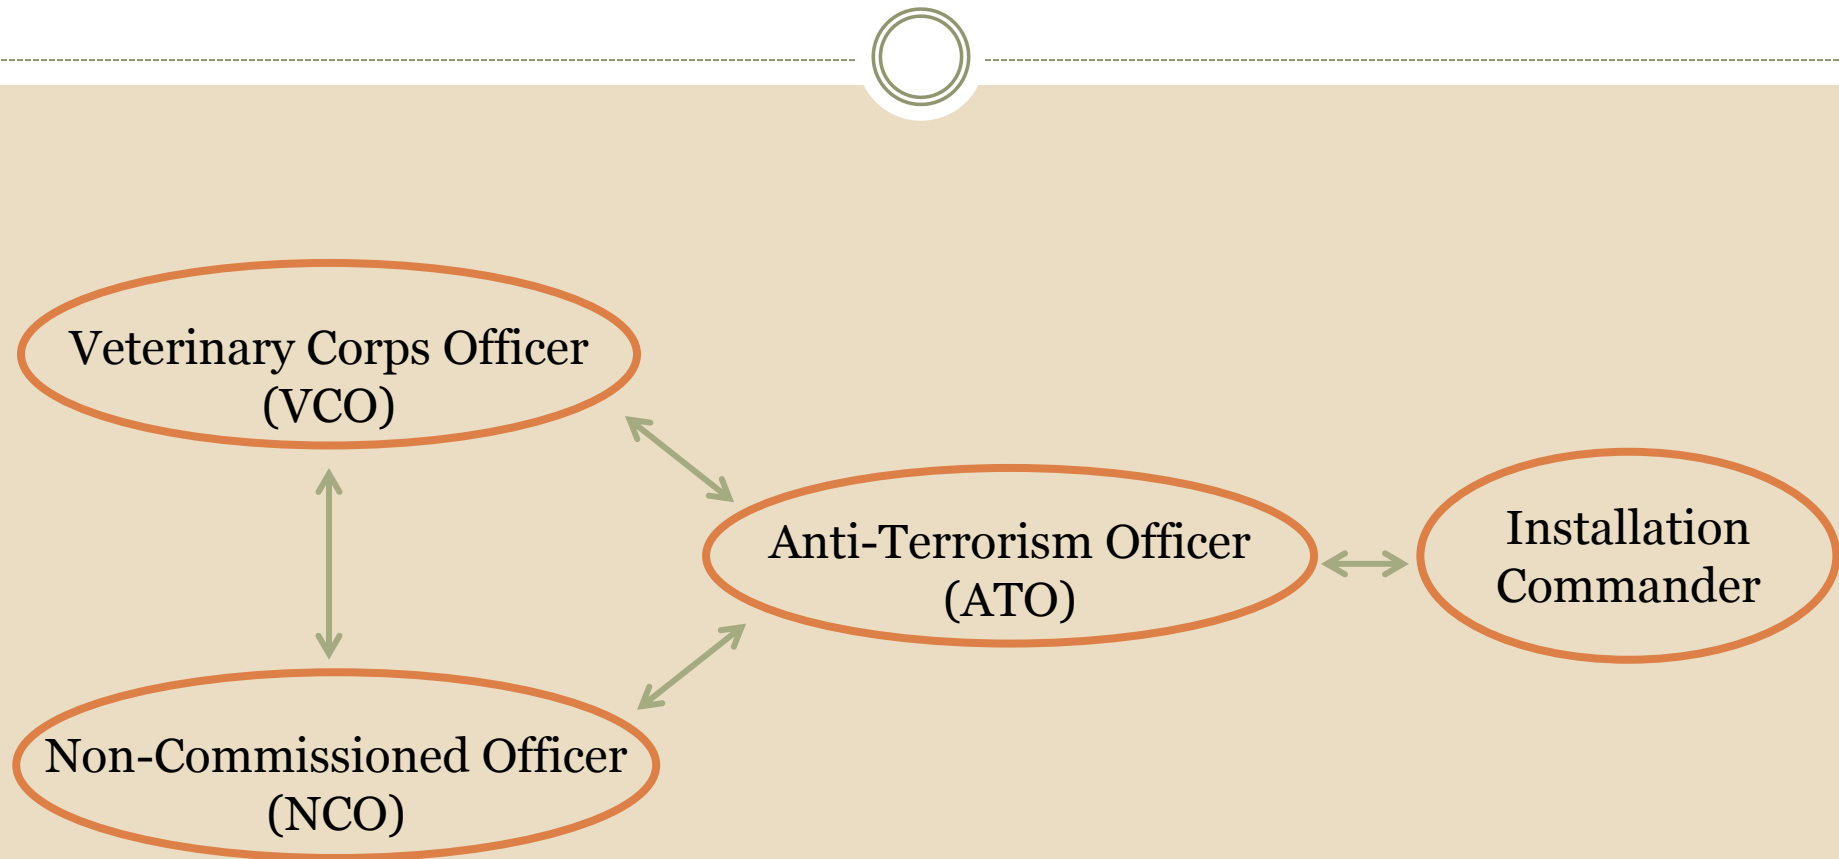 Veterinary Corps Officer
(VCO)
Anti-Terrorism Officer
(ATO)
Installation
Commander
Non-Commissioned Officer
(NCO)